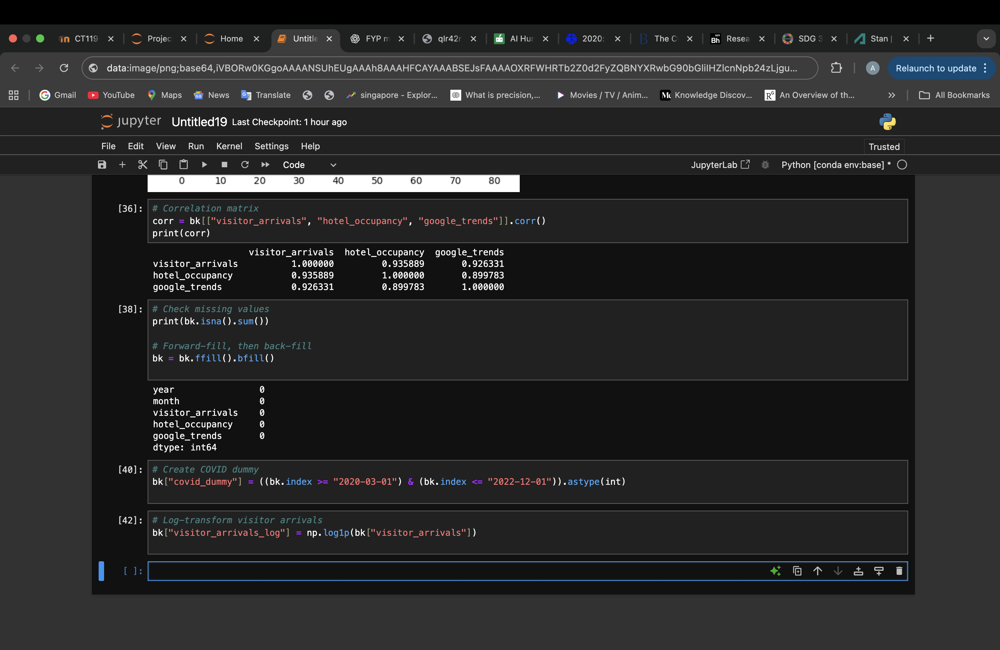 CT119
Projec
Home
Untitle
FYP m
qlr42r
AI Hur
2020:
The C
Resea
SDG 3
Stan |
data:image/png;base64,iVBORw0KGgoAAAANSUhEUgAAAh8AAAHFCAYAAABSEJsFAAAAOXRFWHRTb2Z0d2FyZQBNYXRwbG90bGliIHZlcnNpb24zLjgu...
A
Relaunch to update
Gmail
YouTube
Maps
News
Translate
singapore - Explor...
What is precision,...
Movies / TV / Anim...
Knowledge Discov...
An Overview of th...
All Bookmarks
jupyter Untitled19 Last Checkpoint: 1 hour ago
File Edit View Run Kernel Settings Help
Trusted
Code
JupyterLab
Python [conda env:base] *
0 10 20 30 40 50 60 70 80
[36]: # Correlation matrix
corr = bk[["visitor_arrivals", "hotel_occupancy", "google_trends"]].corr()
print(corr)
visitor_arrivals hotel_occupancy google_trends
visitor_arrivals 1.000000 0.935889 0.926331
hotel_occupancy 0.935889 1.000000 0.899783
google_trends 0.926331 0.899783 1.000000
[38]: # Check missing values
print(bk.isna().sum())
# Forward-fill, then back-fill
bk = bk.ffill().bfill()
year 0
month 0
visitor_arrivals 0
hotel_occupancy 0
google_trends 0
dtype: int64
[40]: # Create COVID dummy
bk["covid_dummy"] = ((bk.index >= "2020-03-01") & (bk.index <= "2022-12-01")).astype(int)
[42]: # Log-transform visitor arrivals
bk["visitor_arrivals_log"] = np.log1p(bk["visitor_arrivals"])
[ ]: